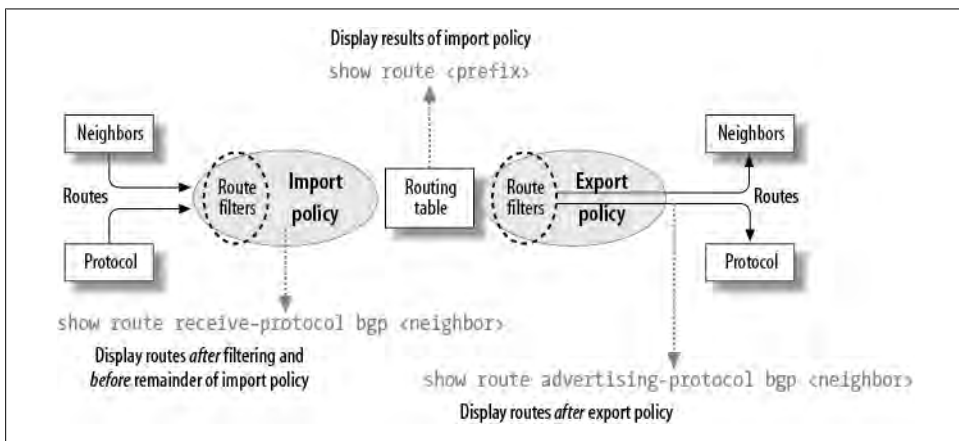 Display results of import policy
show route <prefix>
Neighbors
Neighbors
Routes
Route
filters
Import
policy
Routing
table
Route
filters
Export
policy
Routes
Protocol
Protocol
show route receive-protocol bgp <neighbor>
Display routes after filtering and
before remainder of import policy
show route advertising-protocol bgp <neighbor>
Display routes after export policy